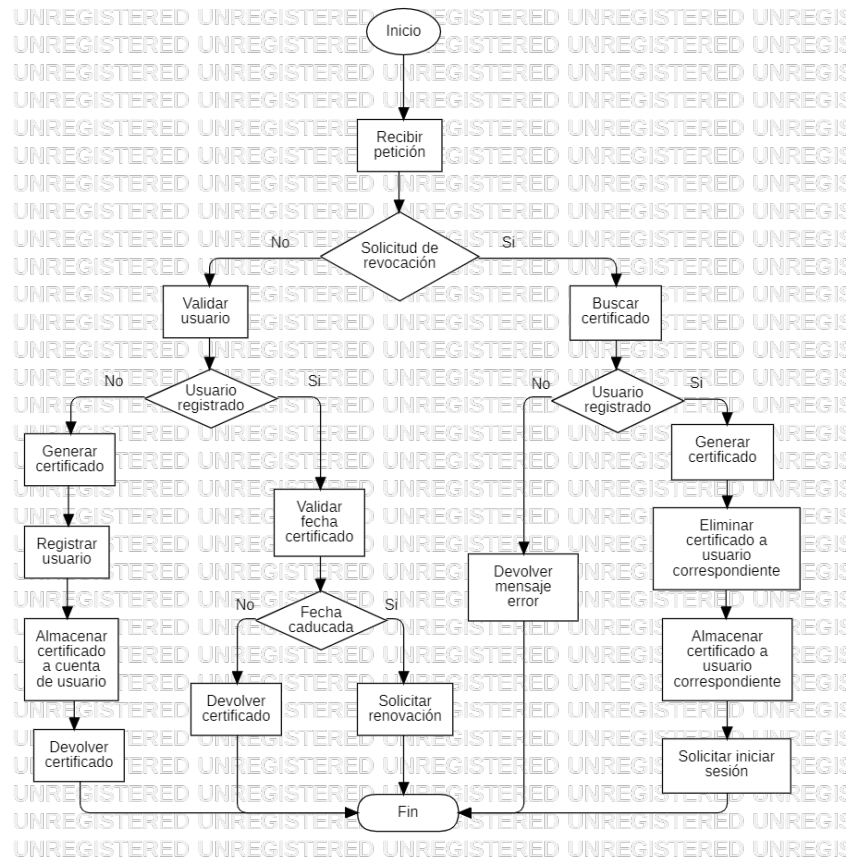 Inicio
Recibir
petición
Solicitud de
revocación
No
Si
Validar
usuario
Buscar
certificado
Usuario
registrado
No
Si
Usuario
registrado
No
Si
Generar
certificado
Validar
fecha
certificado
Generar
certificado
Registrar
usuario
Eliminar
certificado a
usuario
correspondiente
Devolver
mensaje
error
Fecha
caducada
No
Si
Almacenar
certificado
a cuenta
de usuario
Almacenar
certificado a
usuario
correspondiente
Devolver
certificado
Solicitar
renovación
Devolver
certificado
Solicitar iniciar
sesión
Fin
UNREGISTERED